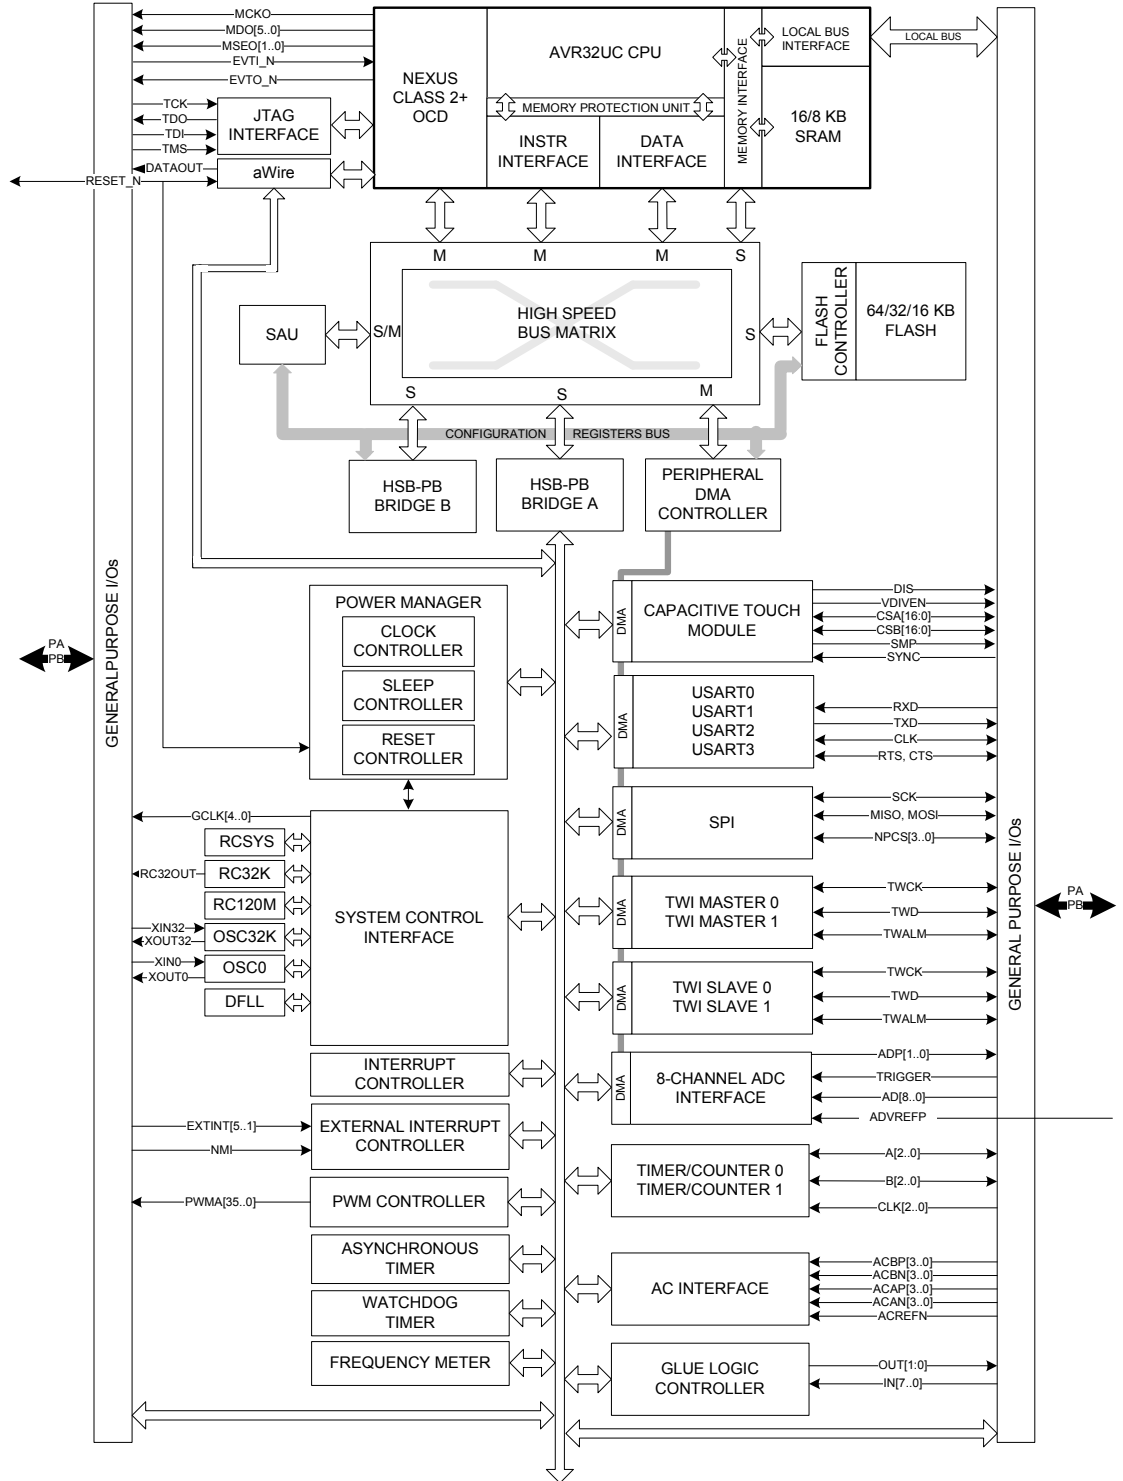 MCKO
MDO[5..0]
MSEO[1..0]
EVTI_N
EVTO_N
TCK
TDO
TDI
TMS
DATAOUT
RESET_N
JTAG
INTERFACE
aWire
NEXUS
CLASS 2+
OCD
AVR32UC CPU
MEMORY PROTECTION UNIT
INSTR
INTERFACE
DATA
INTERFACE
MEMORY INTERFACE
LOCAL BUS
INTERFACE
16/8 KB
SRAM
LOCAL BUS
M
M
M
S
S/M
HIGH SPEED
BUS MATRIX
S
SAU
FLASH
CONTROLLER
64/32/16 KB
FLASH
S
S
M
CONFIGURATION
REGISTERS BUS
HSB-PB
BRIDGE B
HSB-PB
BRIDGE A
PERIPHERAL
DMA
CONTROLLER
GENERALPURPOSE I/Os
PA
PB
POWER MANAGER
CLOCK
CONTROLLER
SLEEP
CONTROLLER
RESET
CONTROLLER
GCLK[4..0]
RCSYS
RC32OUT
RC32K
RC120M
XIN32
XOUT32
OSC32K
XIN0
XOUT0
OSC0
DFLL
SYSTEM CONTROL
INTERFACE
INTERRUPT
CONTROLLER
EXTINT[5..1]
NMI
EXTERNAL INTERRUPT
CONTROLLER
PWMA[35..0]
PWM CONTROLLER
ASYNCHRONOUS
TIMER
WATCHDOG
TIMER
FREQUENCY METER
DMA
CAPACITIVE TOUCH
MODULE
DIS
VDIVEN
CSA[16:0]
CSB[16:0]
SMP
SYNC
DMA
USART0
USART1
USART2
USART3
RXD
TXD
CLK
RTS, CTS
DMA
SPI
SCK
MISO, MOSI
NPCS[3..0]
DMA
TWI MASTER 0
TWI MASTER 1
TWCK
TWD
TWALM
DMA
TWI SLAVE 0
TWI SLAVE 1
TWCK
TWD
TWALM
DMA
8-CHANNEL ADC
INTERFACE
ADP[1..0]
TRIGGER
AD[8..0]
ADVREFP
TIMER/COUNTER 0
TIMER/COUNTER 1
A[2..0]
B[2..0]
CLK[2..0]
AC INTERFACE
ACBP[3..0]
ACBN[3..0]
ACAP[3..0]
ACAN[3..0]
ACREFN
GLUE LOGIC
CONTROLLER
OUT[1:0]
IN[7..0]
GENERAL PURPOSE I/Os
PA
PB